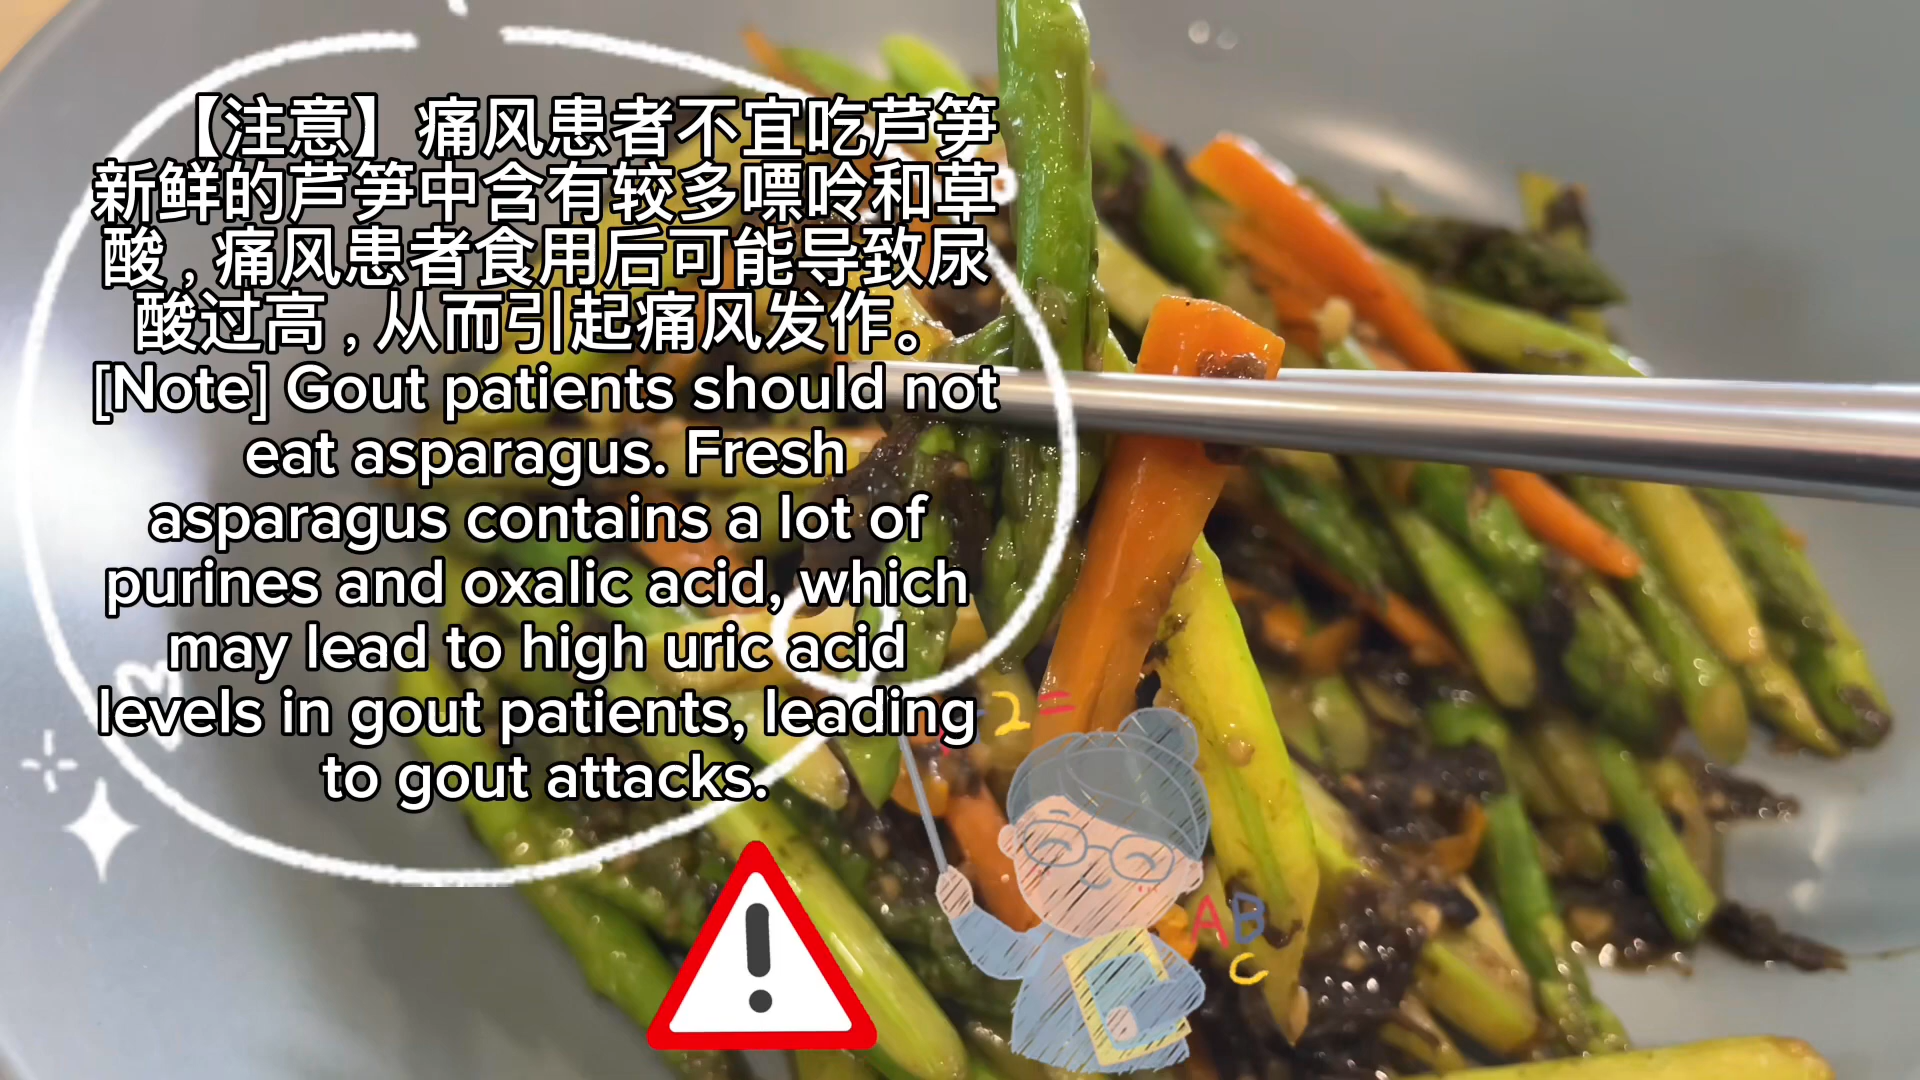 【注意】痛风患者不宜吃芦笋
新鲜的芦笋中含有较多嘌呤和草
酸，痛风患者食用后可能导致尿
酸过高，从而引起痛风发作。
[Note] Gout patients should not
eat asparagus. Fresh
asparagus contains a lot of
purines and oxalic acid, which
may lead to high uric acid
levels in gout patients, leading
to gout attacks.
2=
A B
C